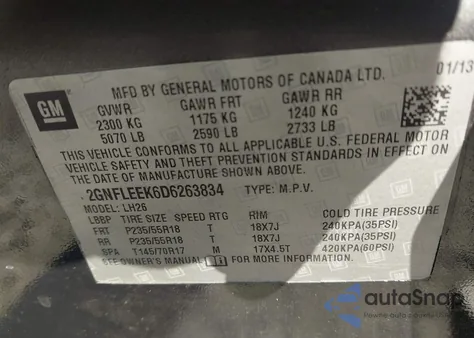 MFD BY GENERAL MOTORS OF CANADA LTD. 01/13
GM
GVWR GAWR FRT GAWR RR
2300 KG 1175 KG 1240 KG
5070 LB 2590 LB 2733 LB
THIS VEHICLE CONFORMS TO ALL APPLICABLE U.S. FEDERAL MOTOR
VEHICLE SAFETY AND THEFT PREVENTION STANDARDS IN EFFECT ON THE
DATE OF MANUFACTURE SHOWN ABOVE.
2GNFLEEK6D6263834 TYPE: M.P.V.
MODEL: LH26
TIRE SIZE SPEED RTG RIM
FRT P235/55R18 T 18X7J 240KPA(35PSI)
RR P235/55R18 T 18X7J 240KPA(35PSI)
SPA T145/70R17 M 17X4.5T 420KPA(60PSI)
SEE OWNER'S MANUAL FOR MORE INFORMATION.
autoSnap